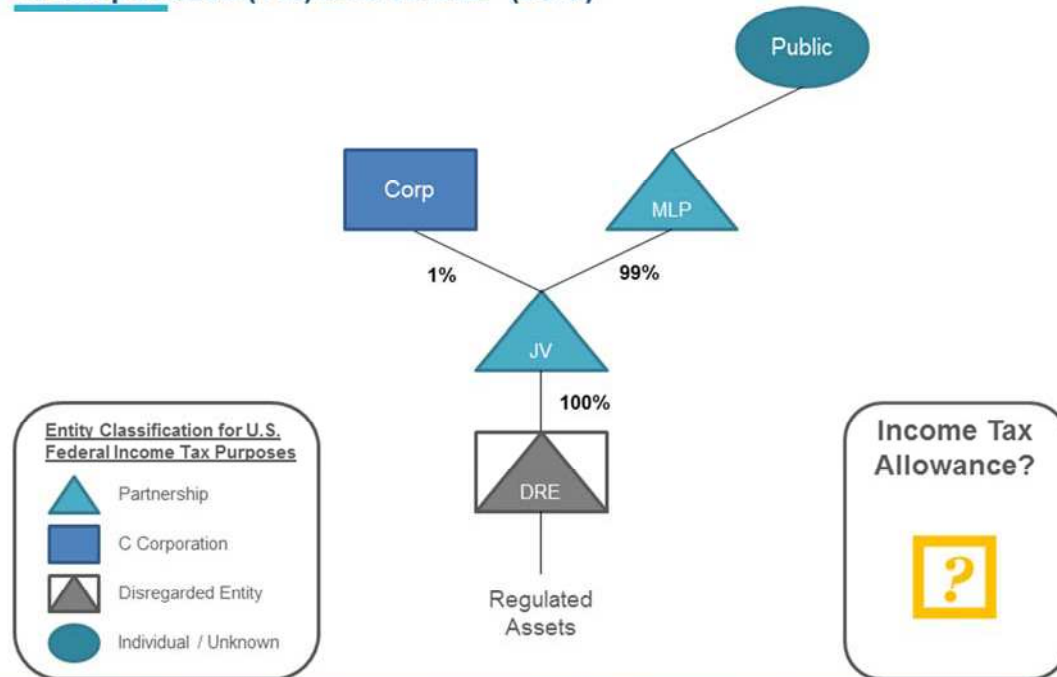 Public
Corp
MLP
1%
99%
JV
100%
DRE
Regulated
Assets
Entity Classification for U.S.
Federal Income Tax Purposes
Partnership
C Corporation
Disregarded Entity
Individual / Unknown
Income Tax
Allowance?
?